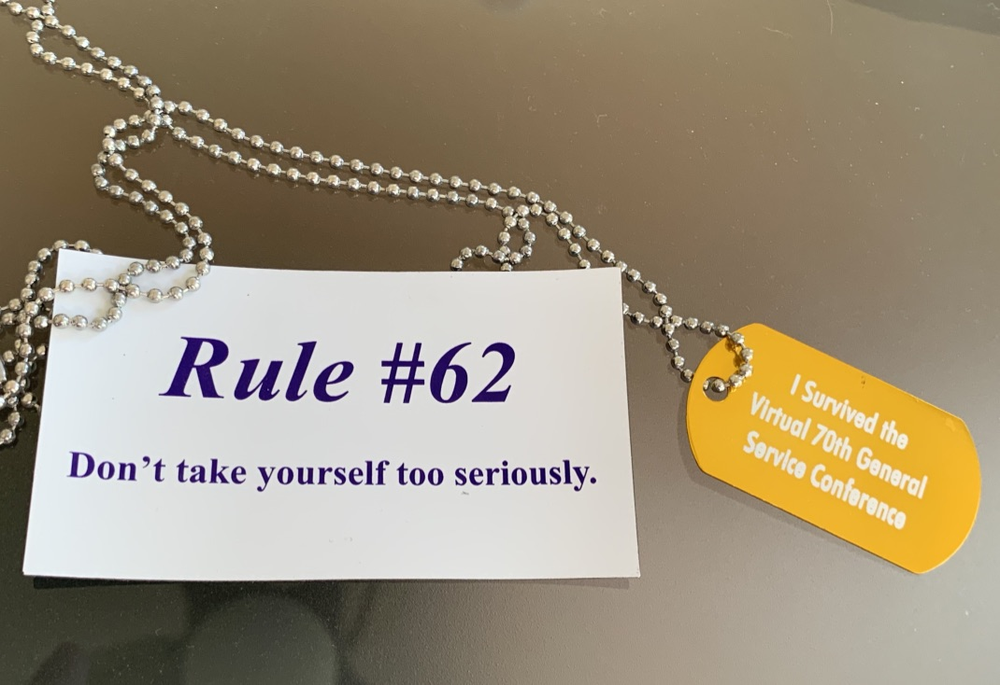 Rule #62
Don't take yourself too seriously.
I Survived the
Virtual 70th General
Service Conference